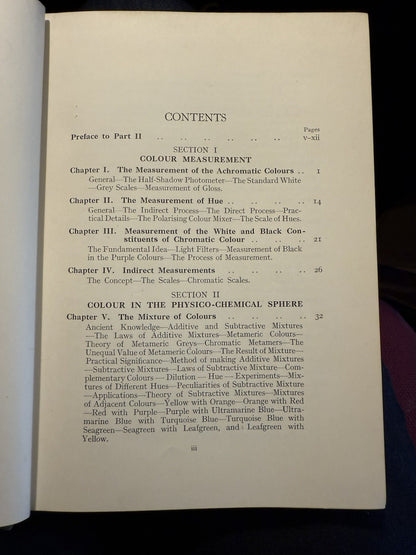 CONTENTS
Pages
Preface to Part II .. .. .. .. .. .. v-xii
SECTION I
COLOUR MEASUREMENT
Chapter I. The Measurement of the Achromatic Colours .. 1
General—The Half-Shadow Photometer—The Standard White
—Grey Scales—Measurement of Gloss.
Chapter II. The Measurement of Hue .. .. .. .. 14
General—The Indirect Process—The Direct Process—Prac-
tical Details—The Polarising Colour Mixer—The Scale of Hues.
Chapter III. Measurement of the White and Black Con-
stituents of Chromatic Colour .. .. .. .. 21
The Fundamental Idea—Light Filters—Measurement of Black
in the Purple Colours—The Process of Measurement.
Chapter IV. Indirect Measurements .. .. .. .. 26
The Concept—The Scales—Chromatic Scales.
SECTION II
COLOUR IN THE PHYSICO-CHEMICAL SPHERE
Chapter V. The Mixture of Colours .. .. .. .. 32
Ancient Knowledge—Additive and Subtractive Mixtures
—The Laws of Additive Mixtures—Metameric Colours—
Theory of Metameric Greys—Chromatic Metamers—The
Unequal Value of Metameric Colours—The Result of Mixture—
Practical Significance—Method of making Additive Mixtures
—Subtractive Mixtures—Laws of Subtractive Mixture—Com-
plementary Colours—Dilution—Hue—Experiments—Mix-
tures of Different Hues—Peculiarities of Subtractive Mixture
—Applications—Theory of Subtractive Mixtures—Mixtures
of Adjacent Colours—Yellow with Orange—Orange with Red
—Red with Purple—Purple with Ultramarine Blue—Ultra-
marine Blue with Turquoise Blue—Turquoise Blue with
Seagreen—Seagreen with Leafgreen, and Leafgreen with
Yellow.
iii